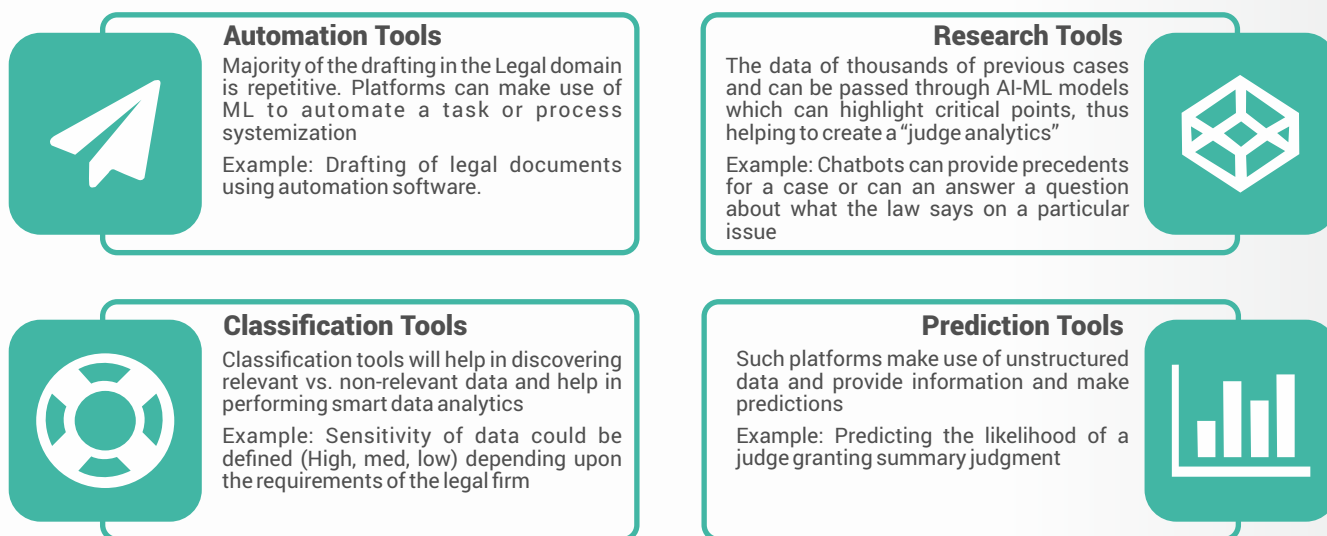 Automation Tools
Majority of the drafting in the Legal domain
is repetitive. Platforms can make use of
ML to automate a task or process
systemization
Example: Drafting of legal documents
using automation software.
Research Tools
The data of thousands of previous cases
and can be passed through AI-ML models
which can highlight critical points, thus
helping to create a “judge analytics”
Example: Chatbots can provide precedents
for a case or can an answer a question
about what the law says on a particular
issue
Classification Tools
Classification tools will help in discovering
relevant vs. non-relevant data and help in
performing smart data analytics
Example: Sensitivity of data could be
defined (High, med, low) depending upon
the requirements of the legal firm
Prediction Tools
Such platforms make use of unstructured
data and provide information and make
predictions
Example: Predicting the likelihood of a
judge granting summary judgment